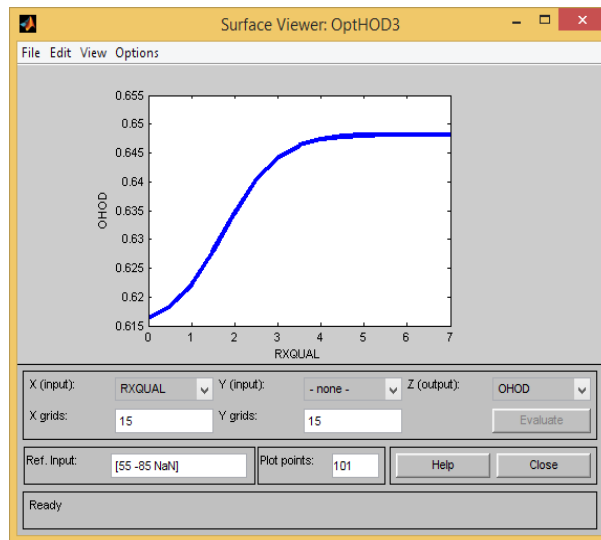 Surface Viewer: OptHOD3
File Edit View Options
0.655
0.65
0.645
0.64
0.635
0.63
0.625
0.62
0.615
OHOD
0 1 2 3 4 5 6 7
RXQUAL
X (input): RXQUAL Y (input): - none - Z (output): OHOD
X grids: 15 Y grids: 15 Evaluate
Ref. Input: [55 -85 NaN] Plot points: 101 Help Close
Ready